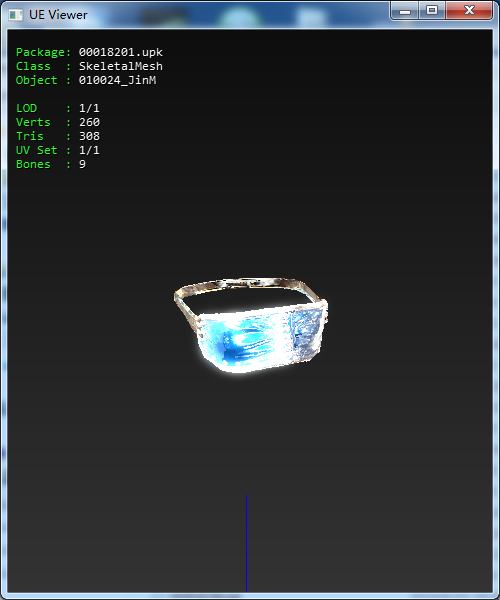 UE Viewer
Package: 00018201.upk
Class : SkeletalMesh
Object : 010024_JinM
LOD : 1/1
Verts : 260
Tris : 308
UV Set : 1/1
Bones : 9